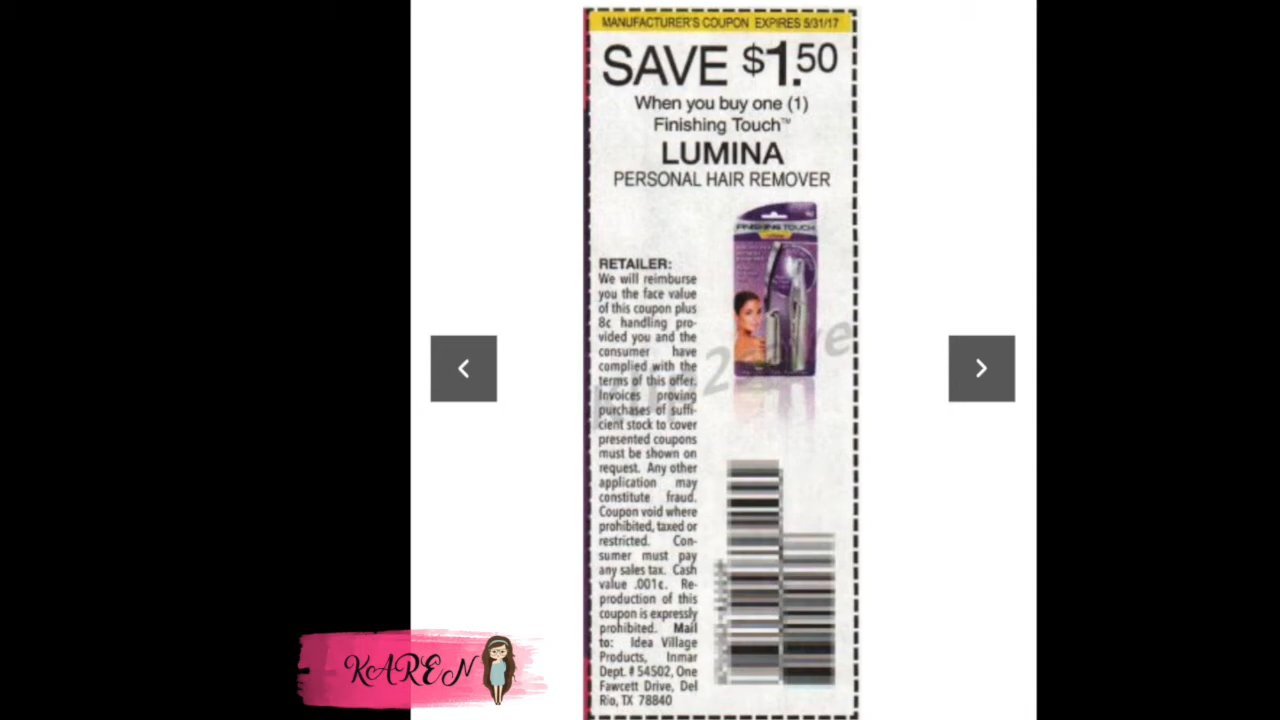 MANUFACTURER'S COUPON EXPIRES 5/31/17
SAVE $1.50
When you buy one (1)
Finishing Touch™
LUMINA
PERSONAL HAIR REMOVER
FINISHING TOUCH
RETAILER:
We will reimburse
you the face value
of this coupon plus
8c handling pro-
vided you and the
consumer have
complied with the
terms of this offer.
Invoices proving
purchases of suffi-
cient stock to cover
presented coupons
must be shown on
request. Any other
application may
constitute fraud.
Coupon void where
prohibited, taxed or
restricted. Con-
sumer must pay
any sales tax. Cash
value .001¢. Re-
production of this
coupon is expressly
prohibited. Mail
to: Idea Village
Products, Inmar
Dept. # 54502, One
Fawcett Drive, Del
Rio, TX 78840
KAREN